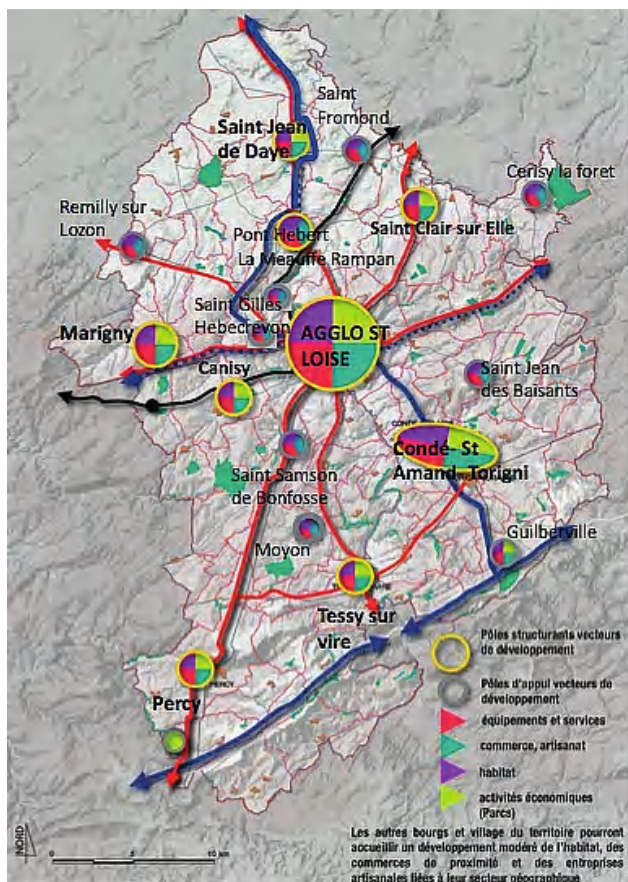 Saint
Fromond
Saint Jean
de Daye
Cerisy la foret
Remilly sur
Lozon
Saint Clair sur Elle
Pont Hebert
La Meauffe Rampan
Saint Gilles
Hebecrevon
AGGLO ST
LOISE
Marigny
Canisy
Saint Jean
des Baisants
Condé- St
Amand -Torigni
Saint Samson
de Bonfosse
Guilberville
Moyon
Tessy sur
vire
PERCY
Percy
Pôles structurants vecteurs
de développement
Pôles d'appui vecteurs de
développement
équipements et services
commerce, artisanat
habitat
activités économiques
(Parcs)
Les autres bourgs et village du territoire pourront
accueillir un développement modéré de l'habitat, des
commerces de proximité et des entreprises
artisanales liées à leur secteur géographique
NORD
0 5 10 km